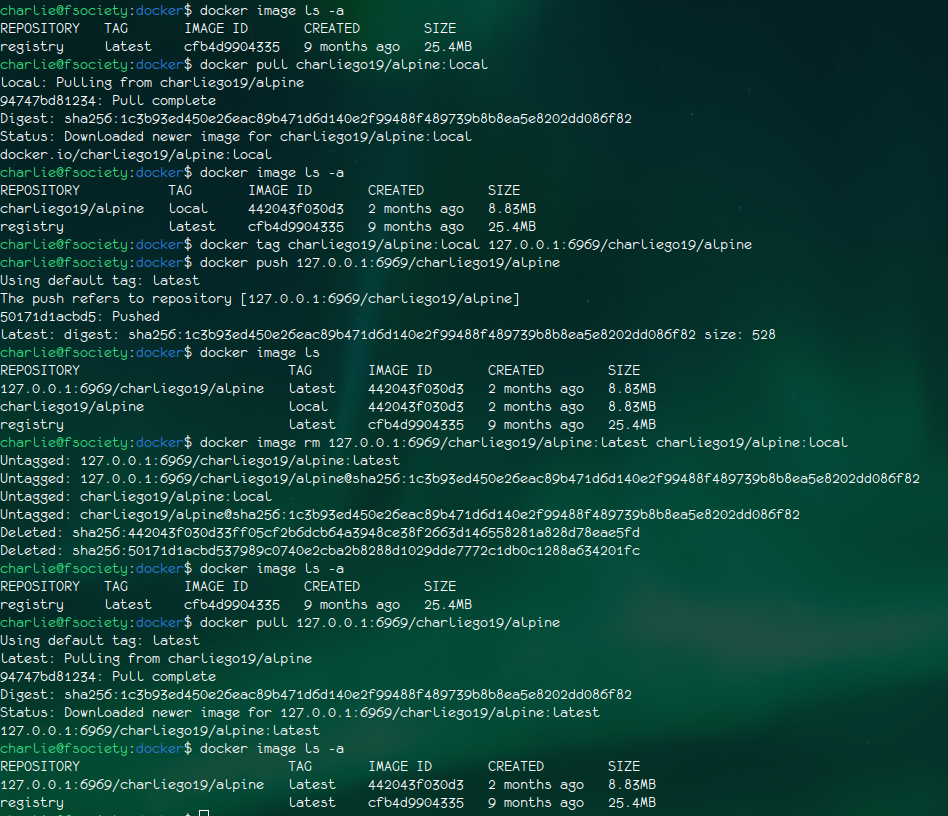 charlie@fsociety:docker$ docker image ls -a
REPOSITORY   TAG       IMAGE ID       CREATED        SIZE
registry     latest    cfb4d9904335   9 months ago   25.4MB
charlie@fsociety:docker$ docker pull charliego19/alpine:local
local: Pulling from charliego19/alpine
94747bd81234: Pull complete
Digest: sha256:1c3b93ed450e26eac89b471d6d140e2f99488f489739b8b8ea5e8202dd086f82
Status: Downloaded newer image for charliego19/alpine:local
docker.io/charliego19/alpine:local
charlie@fsociety:docker$ docker image ls -a
REPOSITORY           TAG       IMAGE ID       CREATED        SIZE
charliego19/alpine   local     442043f030d3   2 months ago   8.83MB
registry             latest    cfb4d9904335   9 months ago   25.4MB
charlie@fsociety:docker$ docker tag charliego19/alpine:local 127.0.0.1:6969/charliego19/alpine
charlie@fsociety:docker$ docker push 127.0.0.1:6969/charliego19/alpine
Using default tag: latest
The push refers to repository [127.0.0.1:6969/charliego19/alpine]
50171d1acbd5: Pushed
latest: digest: sha256:1c3b93ed450e26eac89b471d6d140e2f99488f489739b8b8ea5e8202dd086f82 size: 528
charlie@fsociety:docker$ docker image ls
REPOSITORY                          TAG       IMAGE ID       CREATED        SIZE
127.0.0.1:6969/charliego19/alpine   latest    442043f030d3   2 months ago   8.83MB
charliego19/alpine                  local     442043f030d3   2 months ago   8.83MB
registry                            latest    cfb4d9904335   9 months ago   25.4MB
charlie@fsociety:docker$ docker image rm 127.0.0.1:6969/charliego19/alpine:latest charliego19/alpine:local
Untagged: 127.0.0.1:6969/charliego19/alpine:latest
Untagged: 127.0.0.1:6969/charliego19/alpine@sha256:1c3b93ed450e26eac89b471d6d140e2f99488f489739b8b8ea5e8202dd086f82
Untagged: charliego19/alpine:local
Untagged: charliego19/alpine@sha256:1c3b93ed450e26eac89b471d6d140e2f99488f489739b8b8ea5e8202dd086f82
Deleted: sha256:442043f030d33ff05cf2b6dcb64a3948ce38f2663d146558281a828d78eae5fd
Deleted: sha256:50171d1acbd537989c0740e2cba2b8288d1029dde7772c1db0c1288a634201fc
charlie@fsociety:docker$ docker image ls -a
REPOSITORY   TAG       IMAGE ID       CREATED        SIZE
registry     latest    cfb4d9904335   9 months ago   25.4MB
charlie@fsociety:docker$ docker pull 127.0.0.1:6969/charliego19/alpine
Using default tag: latest
latest: Pulling from charliego19/alpine
94747bd81234: Pull complete
Digest: sha256:1c3b93ed450e26eac89b471d6d140e2f99488f489739b8b8ea5e8202dd086f82
Status: Downloaded newer image for 127.0.0.1:6969/charliego19/alpine:latest
127.0.0.1:6969/charliego19/alpine:latest
charlie@fsociety:docker$ docker image ls -a
REPOSITORY                          TAG       IMAGE ID       CREATED        SIZE
127.0.0.1:6969/charliego19/alpine   latest    442043f030d3   2 months ago   8.83MB
registry                            latest    cfb4d9904335   9 months ago   25.4MB